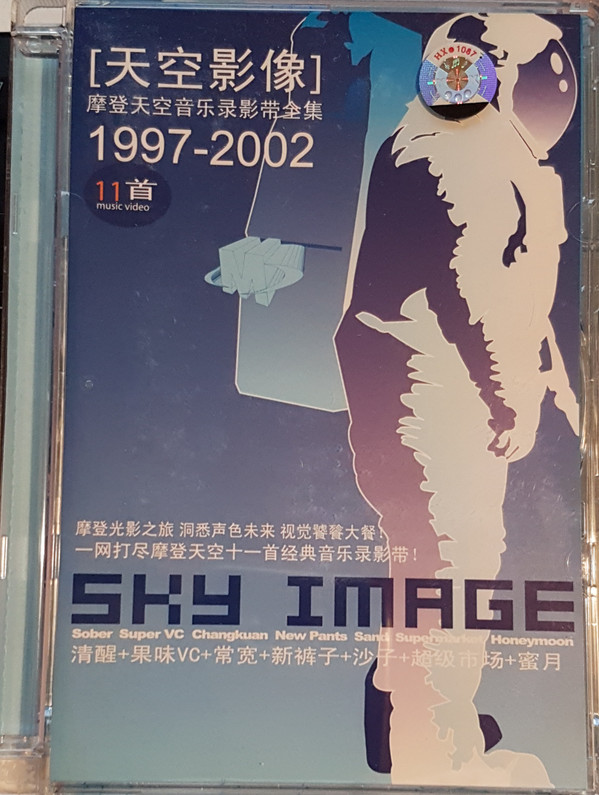 [天空影像]
摩登天空音乐录影带全集
1997-2002
11首
music video
HX●1087
摩登光影之旅 洞悉声色未来 视觉饕餮大餐!
一网打尽摩登天空十一首经典音乐录影带!
SKY IMAGE
Sober Super VC Changkuan New Pants Sand Supermarket Honeymoon
清醒+果味VC+常宽+新裤子+沙子+超级市场+蜜月